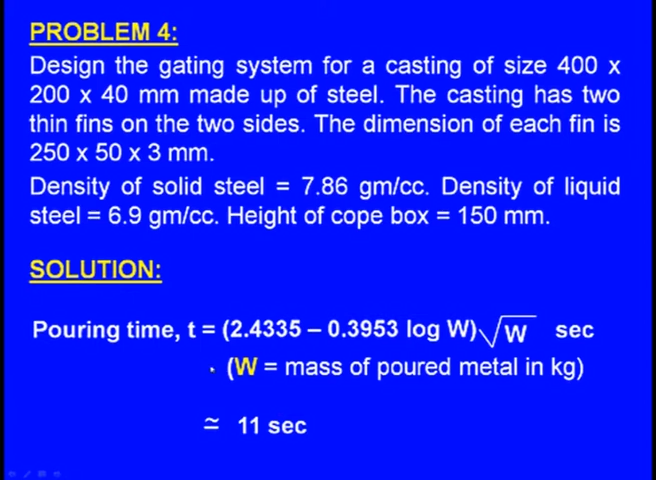 PROBLEM 4:
Design the gating system for a casting of size 400 x
200 x 40 mm made up of steel. The casting has two
thin fins on the two sides. The dimension of each fin is
250 x 50 x 3 mm.
Density of solid steel = 7.86 gm/cc. Density of liquid
steel = 6.9 gm/cc. Height of cope box = 150 mm.
SOLUTION:
Pouring time, t = (2.4335 – 0.3953 log W)√W sec
(W = mass of poured metal in kg)
≃ 11 sec